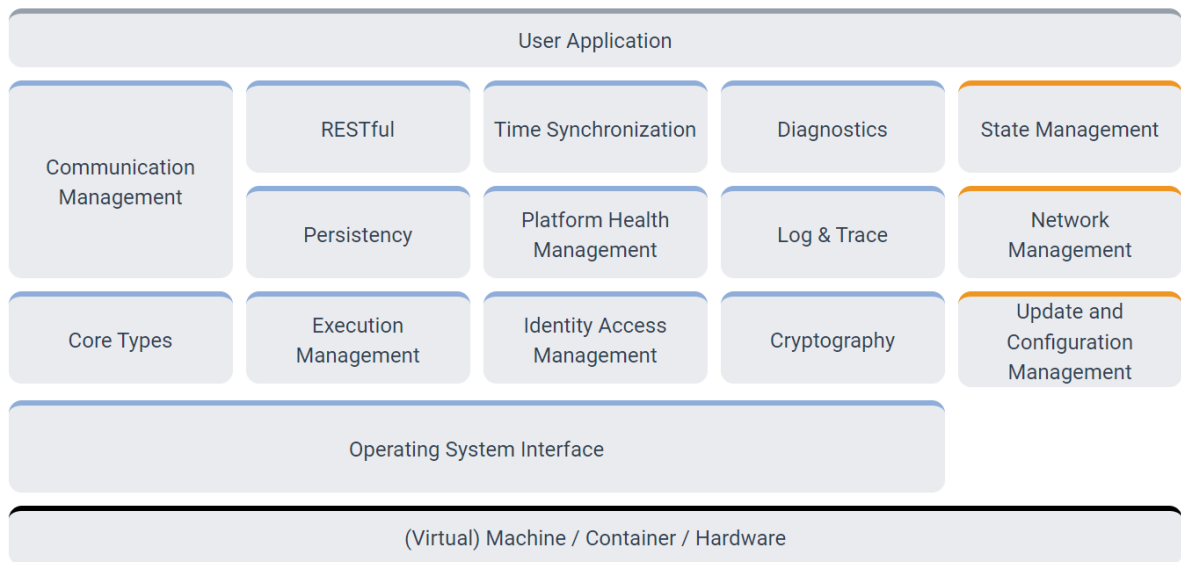 User Application
Communication
Management
RESTful
Time Synchronization
Diagnostics
State Management
Persistency
Platform Health
Management
Log & Trace
Network
Management
Core Types
Execution
Management
Identity Access
Management
Cryptography
Update and
Configuration
Management
Operating System Interface
(Virtual) Machine / Container / Hardware